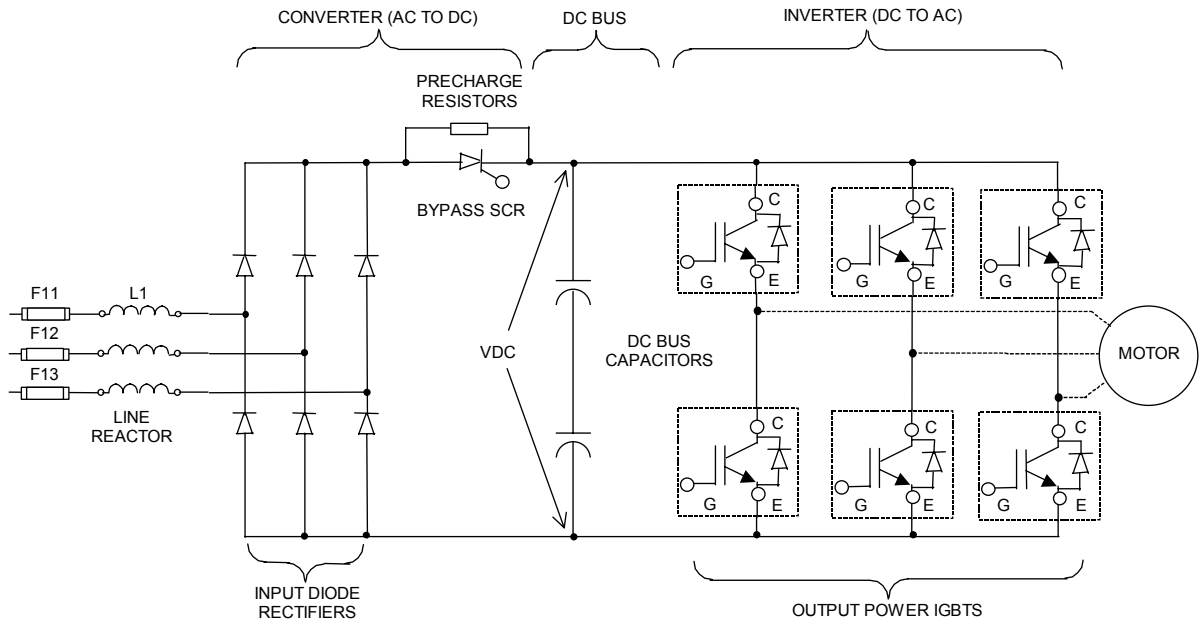 CONVERTER (AC TO DC)
DC BUS
INVERTER (DC TO AC)
PRECHARGE
RESISTORS
BYPASS SCR
C
C
C
G
E
G
E
G
E
F11
L1
F12
F13
LINE
REACTOR
VDC
DC BUS
CAPACITORS
MOTOR
C
C
C
G
E
G
E
G
E
INPUT DIODE
RECTIFIERS
OUTPUT POWER IGBTS